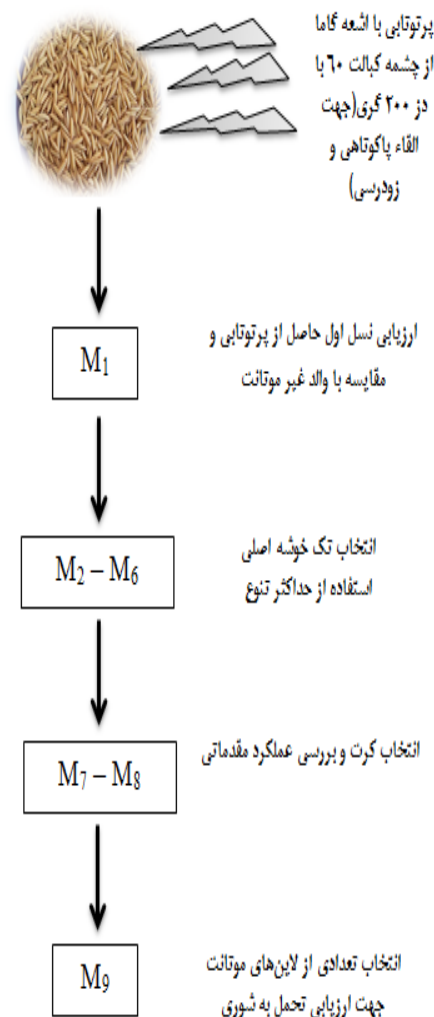 پرتوتابی با اشعه گاما
از چشمه کبالت ۶۰ با
دز ۲۰۰ گری(جهت
القاء پاکوتاهی و
زودرسی)
M₁
ارزیابی نسل اول حاصل از پرتوتابی و
مقایسه با والد غیر موتانت
M₂ – M₆
انتخاب تک خوشه اصلی
استفاده از حداکثر تنوع
M₇ – M₈
انتخاب کرت و بررسی عملکرد مقدماتی
M₉
انتخاب تعدادی از لاین‌های موتانت
جهت ارزیابی تحمل به شوری